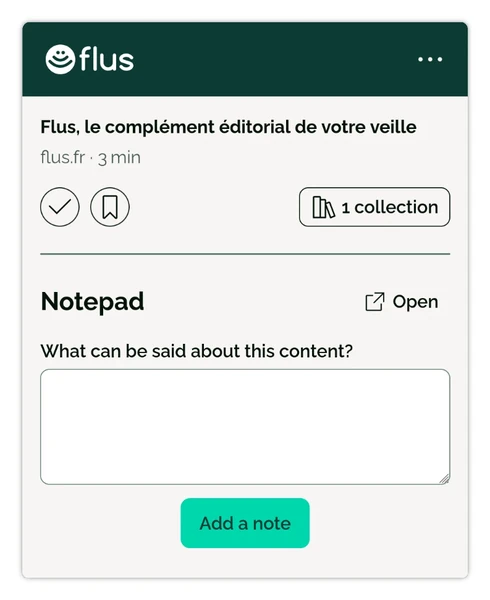 flus
Flus, le complément éditorial de votre veille
flus.fr · 3 min
1 collection
Notepad
Open
What can be said about this content?
Add a note